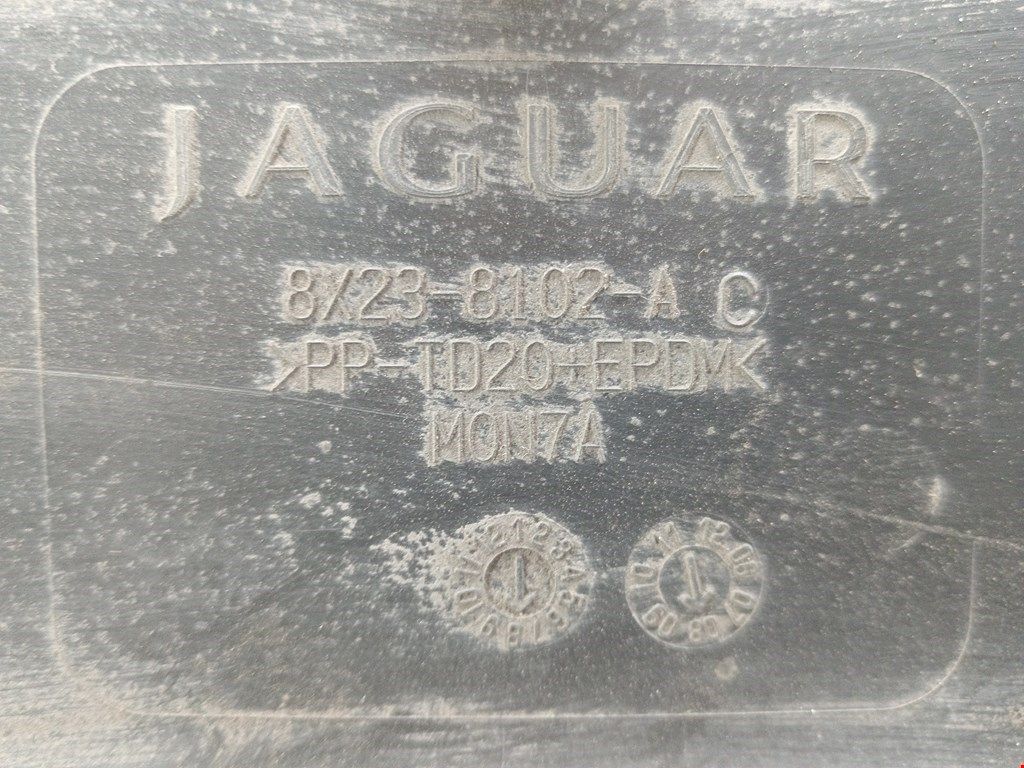 JAGUAR
8X23-8102-A C
>PP-TD20+EPDM<
MON7A